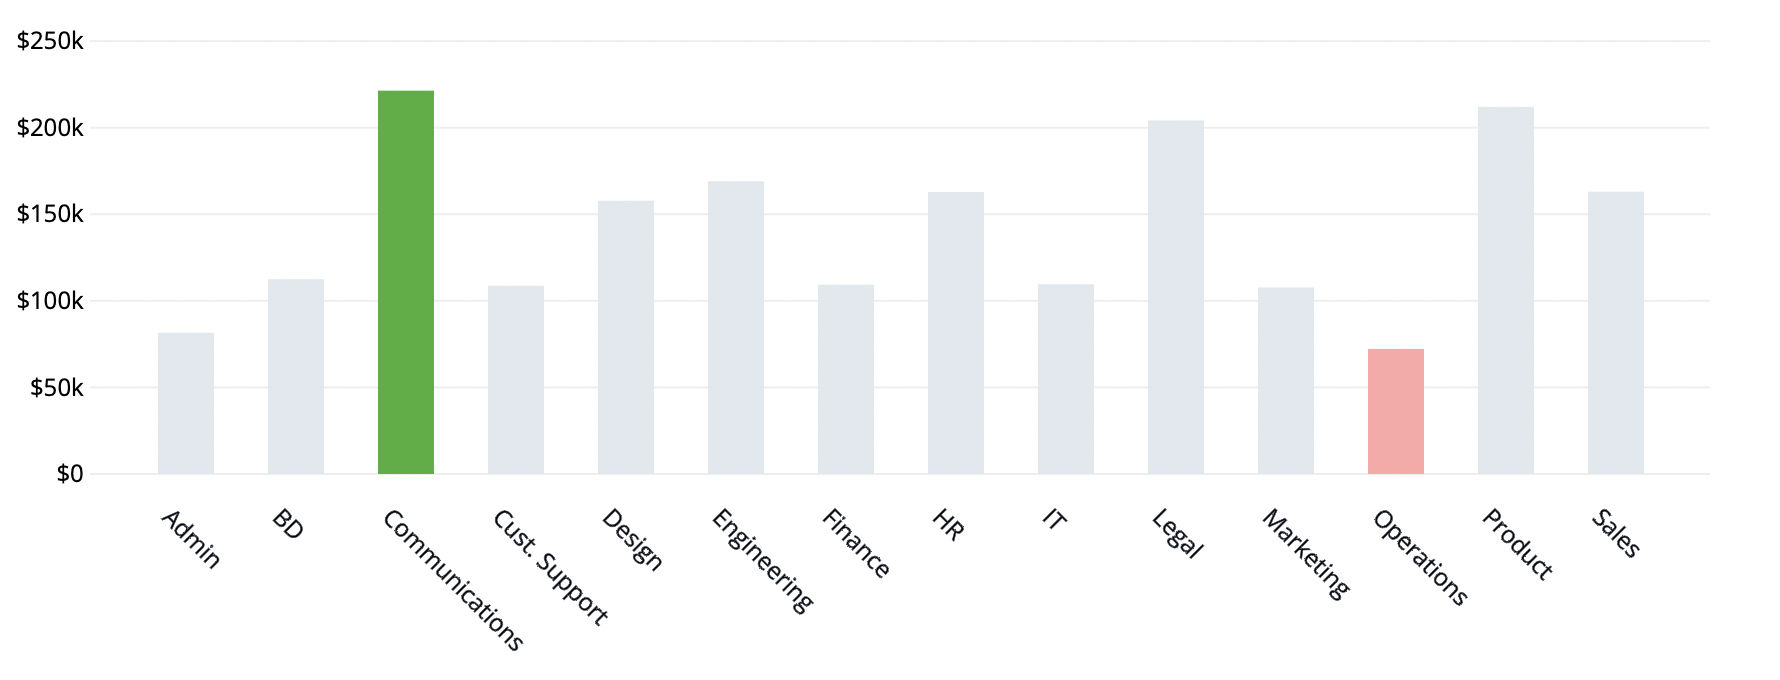 $250k
$200k
$150k
$100k
$50k
$0
Admin
BD
Communications
Cust. Support
Design
Engineering
Finance
HR
IT
Legal
Marketing
Operations
Product
Sales